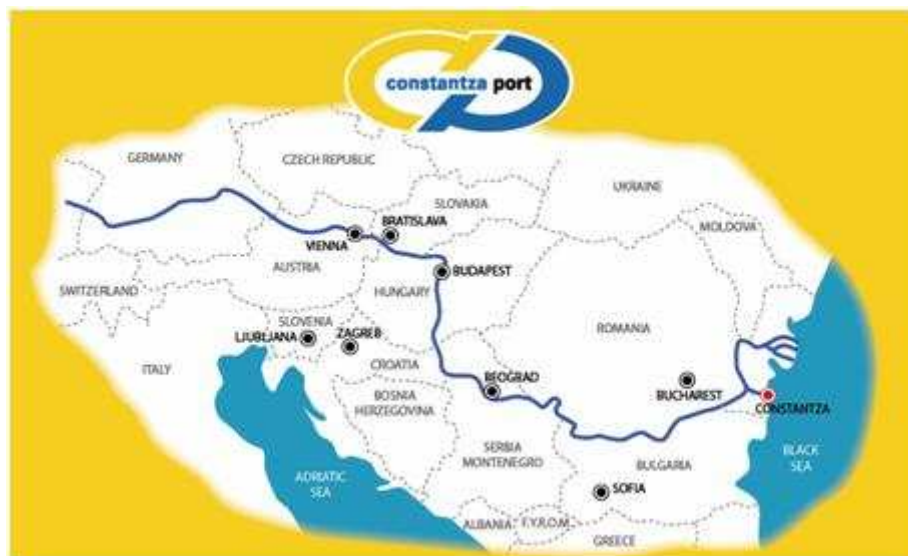 constantza port
GERMANY
CZECH REPUBLIC
UKRAINE
SLOVAKIA
BRATISLAVA
MOLDOVA
VIENNA
AUSTRIA
BUDAPEST
SWITZERLAND
HUNGARY
SLOVENIA
ROMANIA
LJUBLJANA
ZAGREB
ITALY
CROATIA
BEOGRAD
BOSNIA
HERZEGOVINA
BUCHAREST
CONSTANTZA
SERBIA
MONTENEGRO
BLACK
SEA
BULGARIA
ADRIATIC
SEA
SOFIA
ALBANIA
F.Y.R.O.M
GREECE